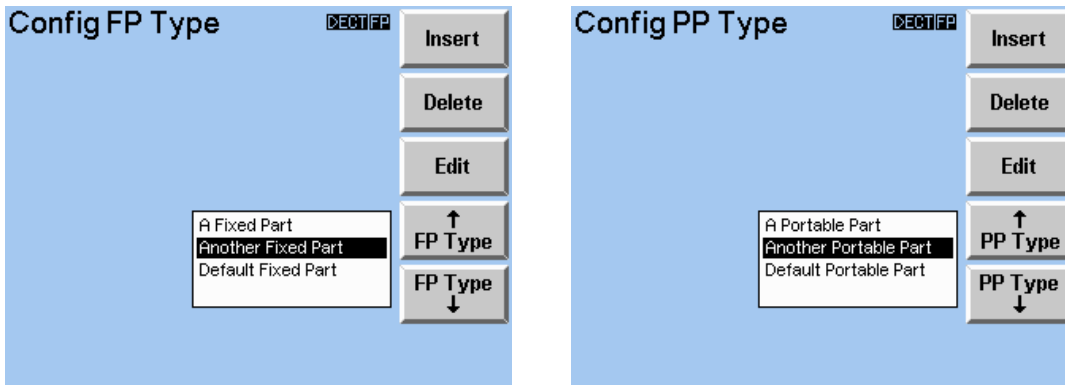 Config FP Type DECT FP
Insert
Delete
Edit
A Fixed Part
Another Fixed Part
Default Fixed Part
↑
FP Type
FP Type
↓
Config PP Type DECT FP
Insert
Delete
Edit
A Portable Part
Another Portable Part
Default Portable Part
↑
PP Type
PP Type
↓